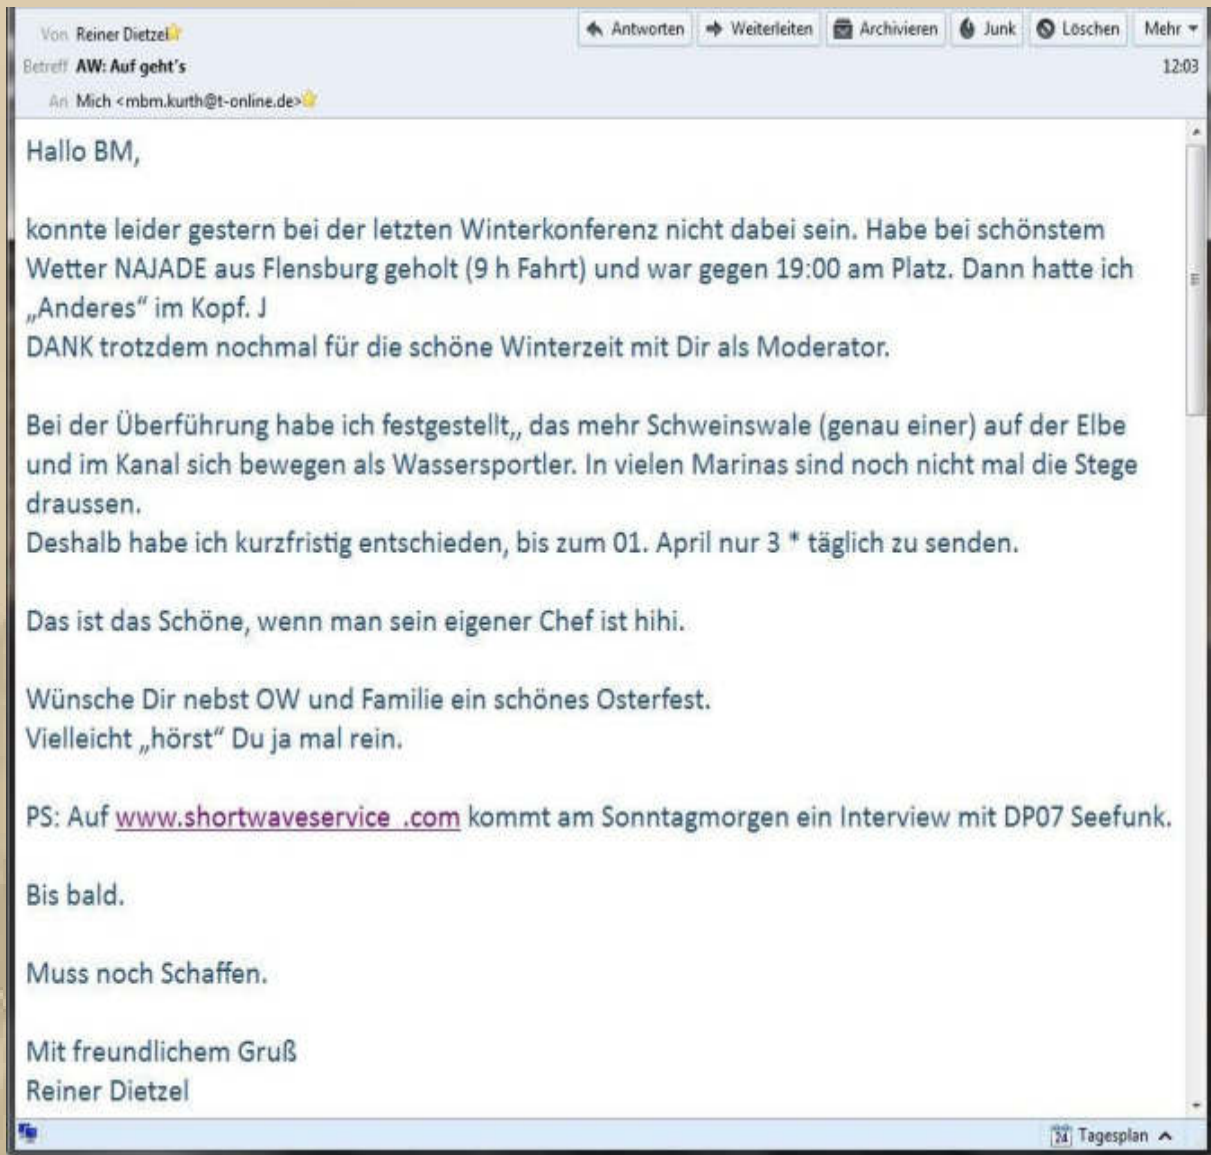 Von Reiner Dietzel
Antworten Weiterleiten Archivieren Junk Löschen Mehr
Betreff AW: Auf geht's
12:03
An Mich <mbm.kurth@t-online.de>
Hallo BM,
konnte leider gestern bei der letzten Winterkonferenz nicht dabei sein. Habe bei schönstem
Wetter NAJADE aus Flensburg geholt (9 h Fahrt) und war gegen 19:00 am Platz. Dann hatte ich
„Anderes“ im Kopf. J
DANK trotzdem nochmal für die schöne Winterzeit mit Dir als Moderator.
Bei der Überführung habe ich festgestellt,, das mehr Schweinswale (genau einer) auf der Elbe
und im Kanal sich bewegen als Wassersportler. In vielen Marinas sind noch nicht mal die Stege
draussen.
Deshalb habe ich kurzfristig entschieden, bis zum 01. April nur 3 * täglich zu senden.
Das ist das Schöne, wenn man sein eigener Chef ist hihi.
Wünsche Dir nebst OW und Familie ein schönes Osterfest.
Vielleicht „hörst“ Du ja mal rein.
PS: Auf www.shortwaveservice .com kommt am Sonntagmorgen ein Interview mit DP07 Seefunk.
Bis bald.
Muss noch Schaffen.
Mit freundlichem Gruß
Reiner Dietzel
24 Tagesplan